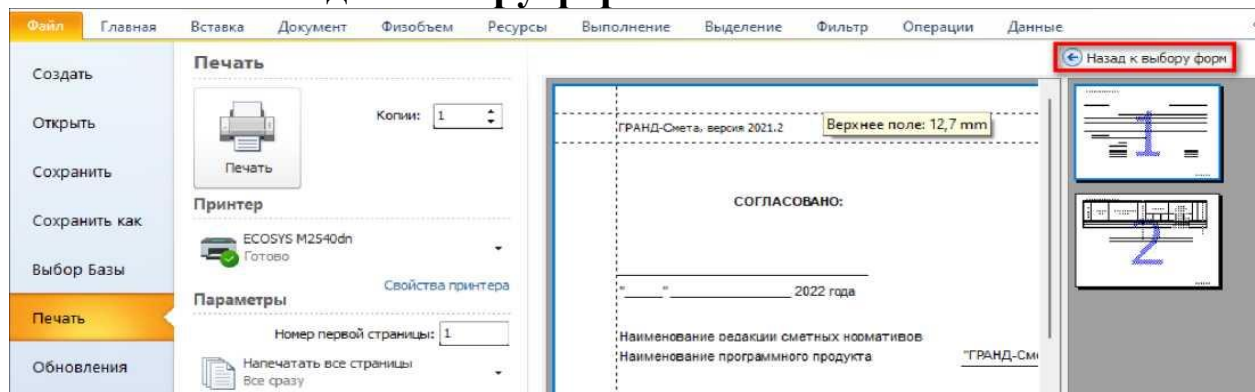 Файл Главная Вставка Документ Физобъем Ресурсы Выполнение Выделение Фильтр Операции Данные
Назад к выбору форм
Создать
Открыть
Сохранить
Сохранить как
Выбор Базы
Печать
Обновления
Печать
Печать
Копии: 1
Принтер
ECOSYS M2540dn
Готово
Свойства принтера
Параметры
Номер первой страницы: 1
Напечатать все страницы
Все сразу
ГРАНД-Смета, версия 2021.2
Верхнее поле: 12,7 mm
СОГЛАСОВАНО:
"_____"________________ 2022 года
Наименование редакции сметных нормативов
Наименование программного продукта "ГРАНД-См
1
2